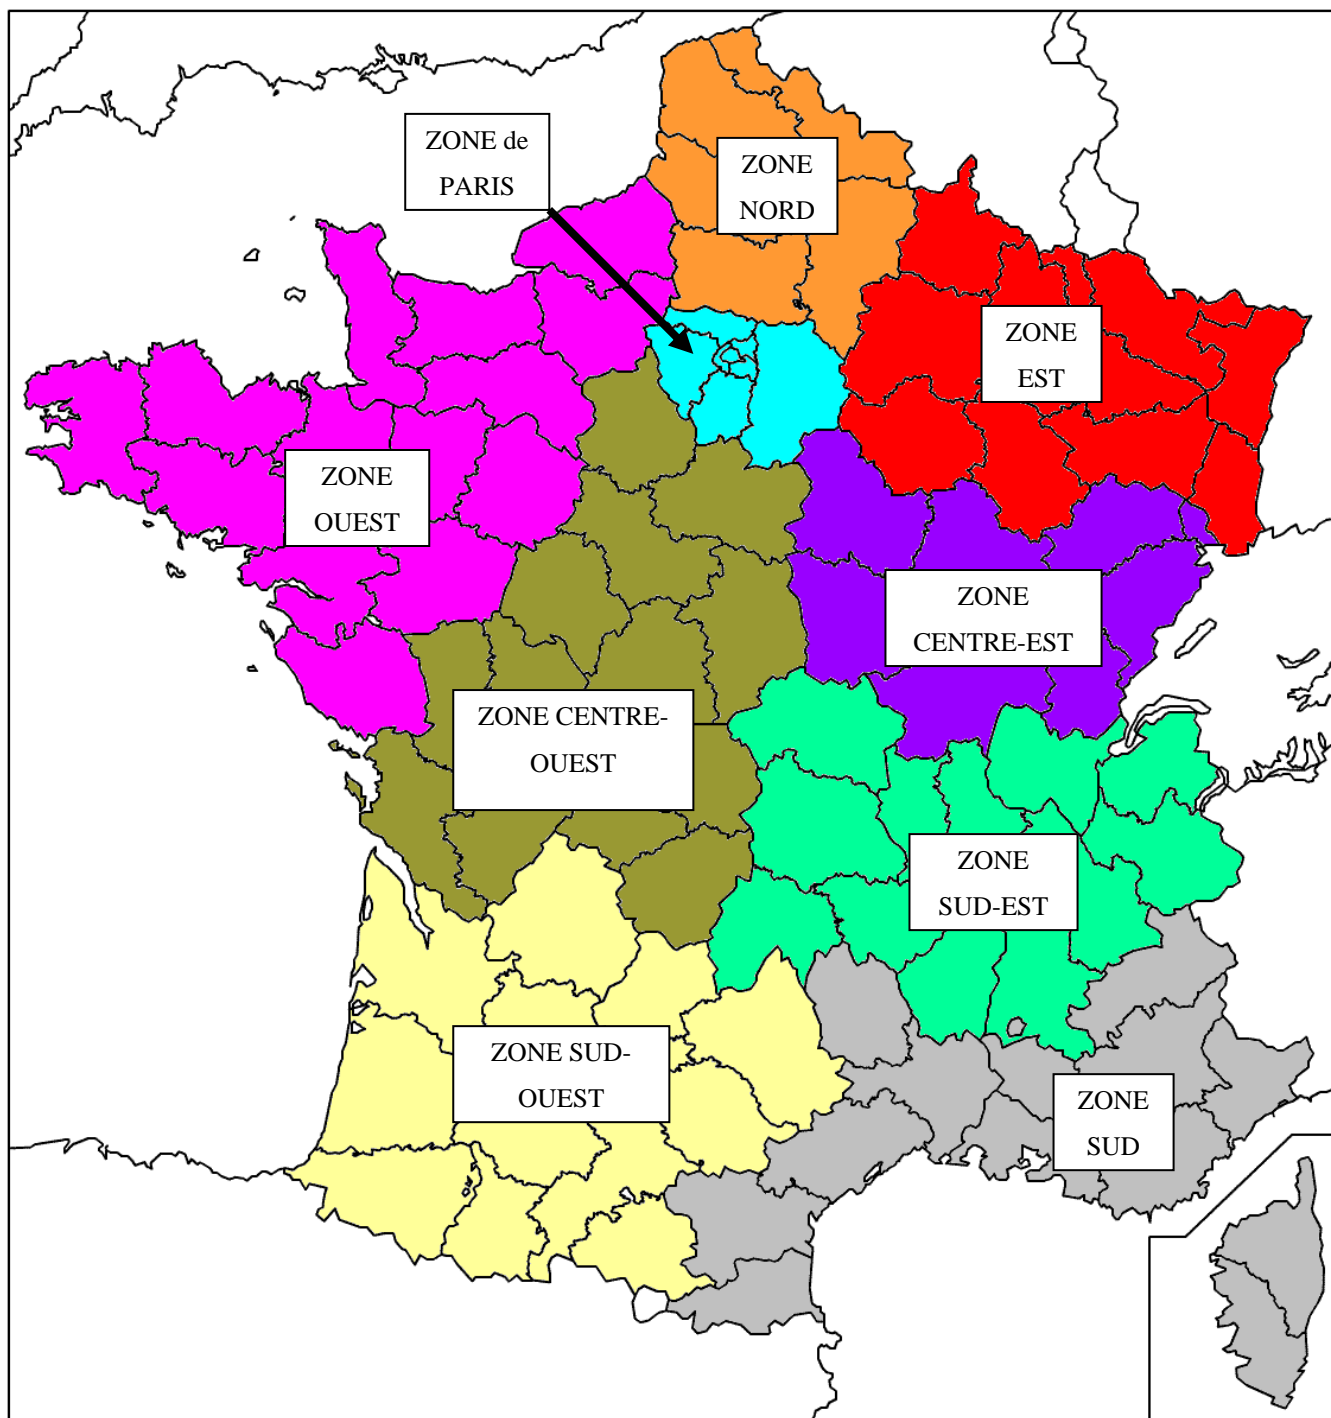 ZONE de
PARIS
ZONE
NORD
ZONE
EST
ZONE
OUEST
ZONE
CENTRE-EST
ZONE CENTRE-
OUEST
ZONE
SUD-EST
ZONE SUD-
OUEST
ZONE
SUD